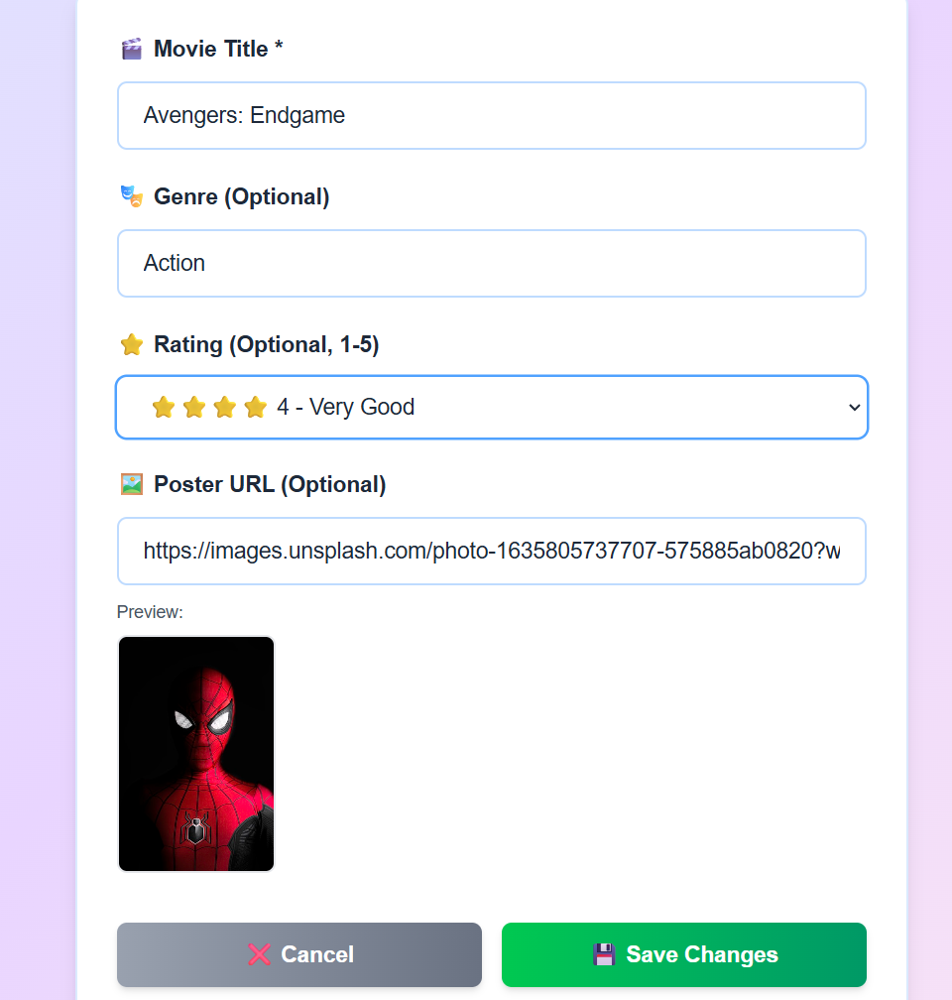 🎬 Movie Title *
Avengers: Endgame
🎭 Genre (Optional)
Action
⭐ Rating (Optional, 1-5)
⭐⭐⭐⭐ 4 - Very Good
🖼️ Poster URL (Optional)
https://images.unsplash.com/photo-1635805737707-575885ab0820?w
Preview:
❌ Cancel
💾 Save Changes